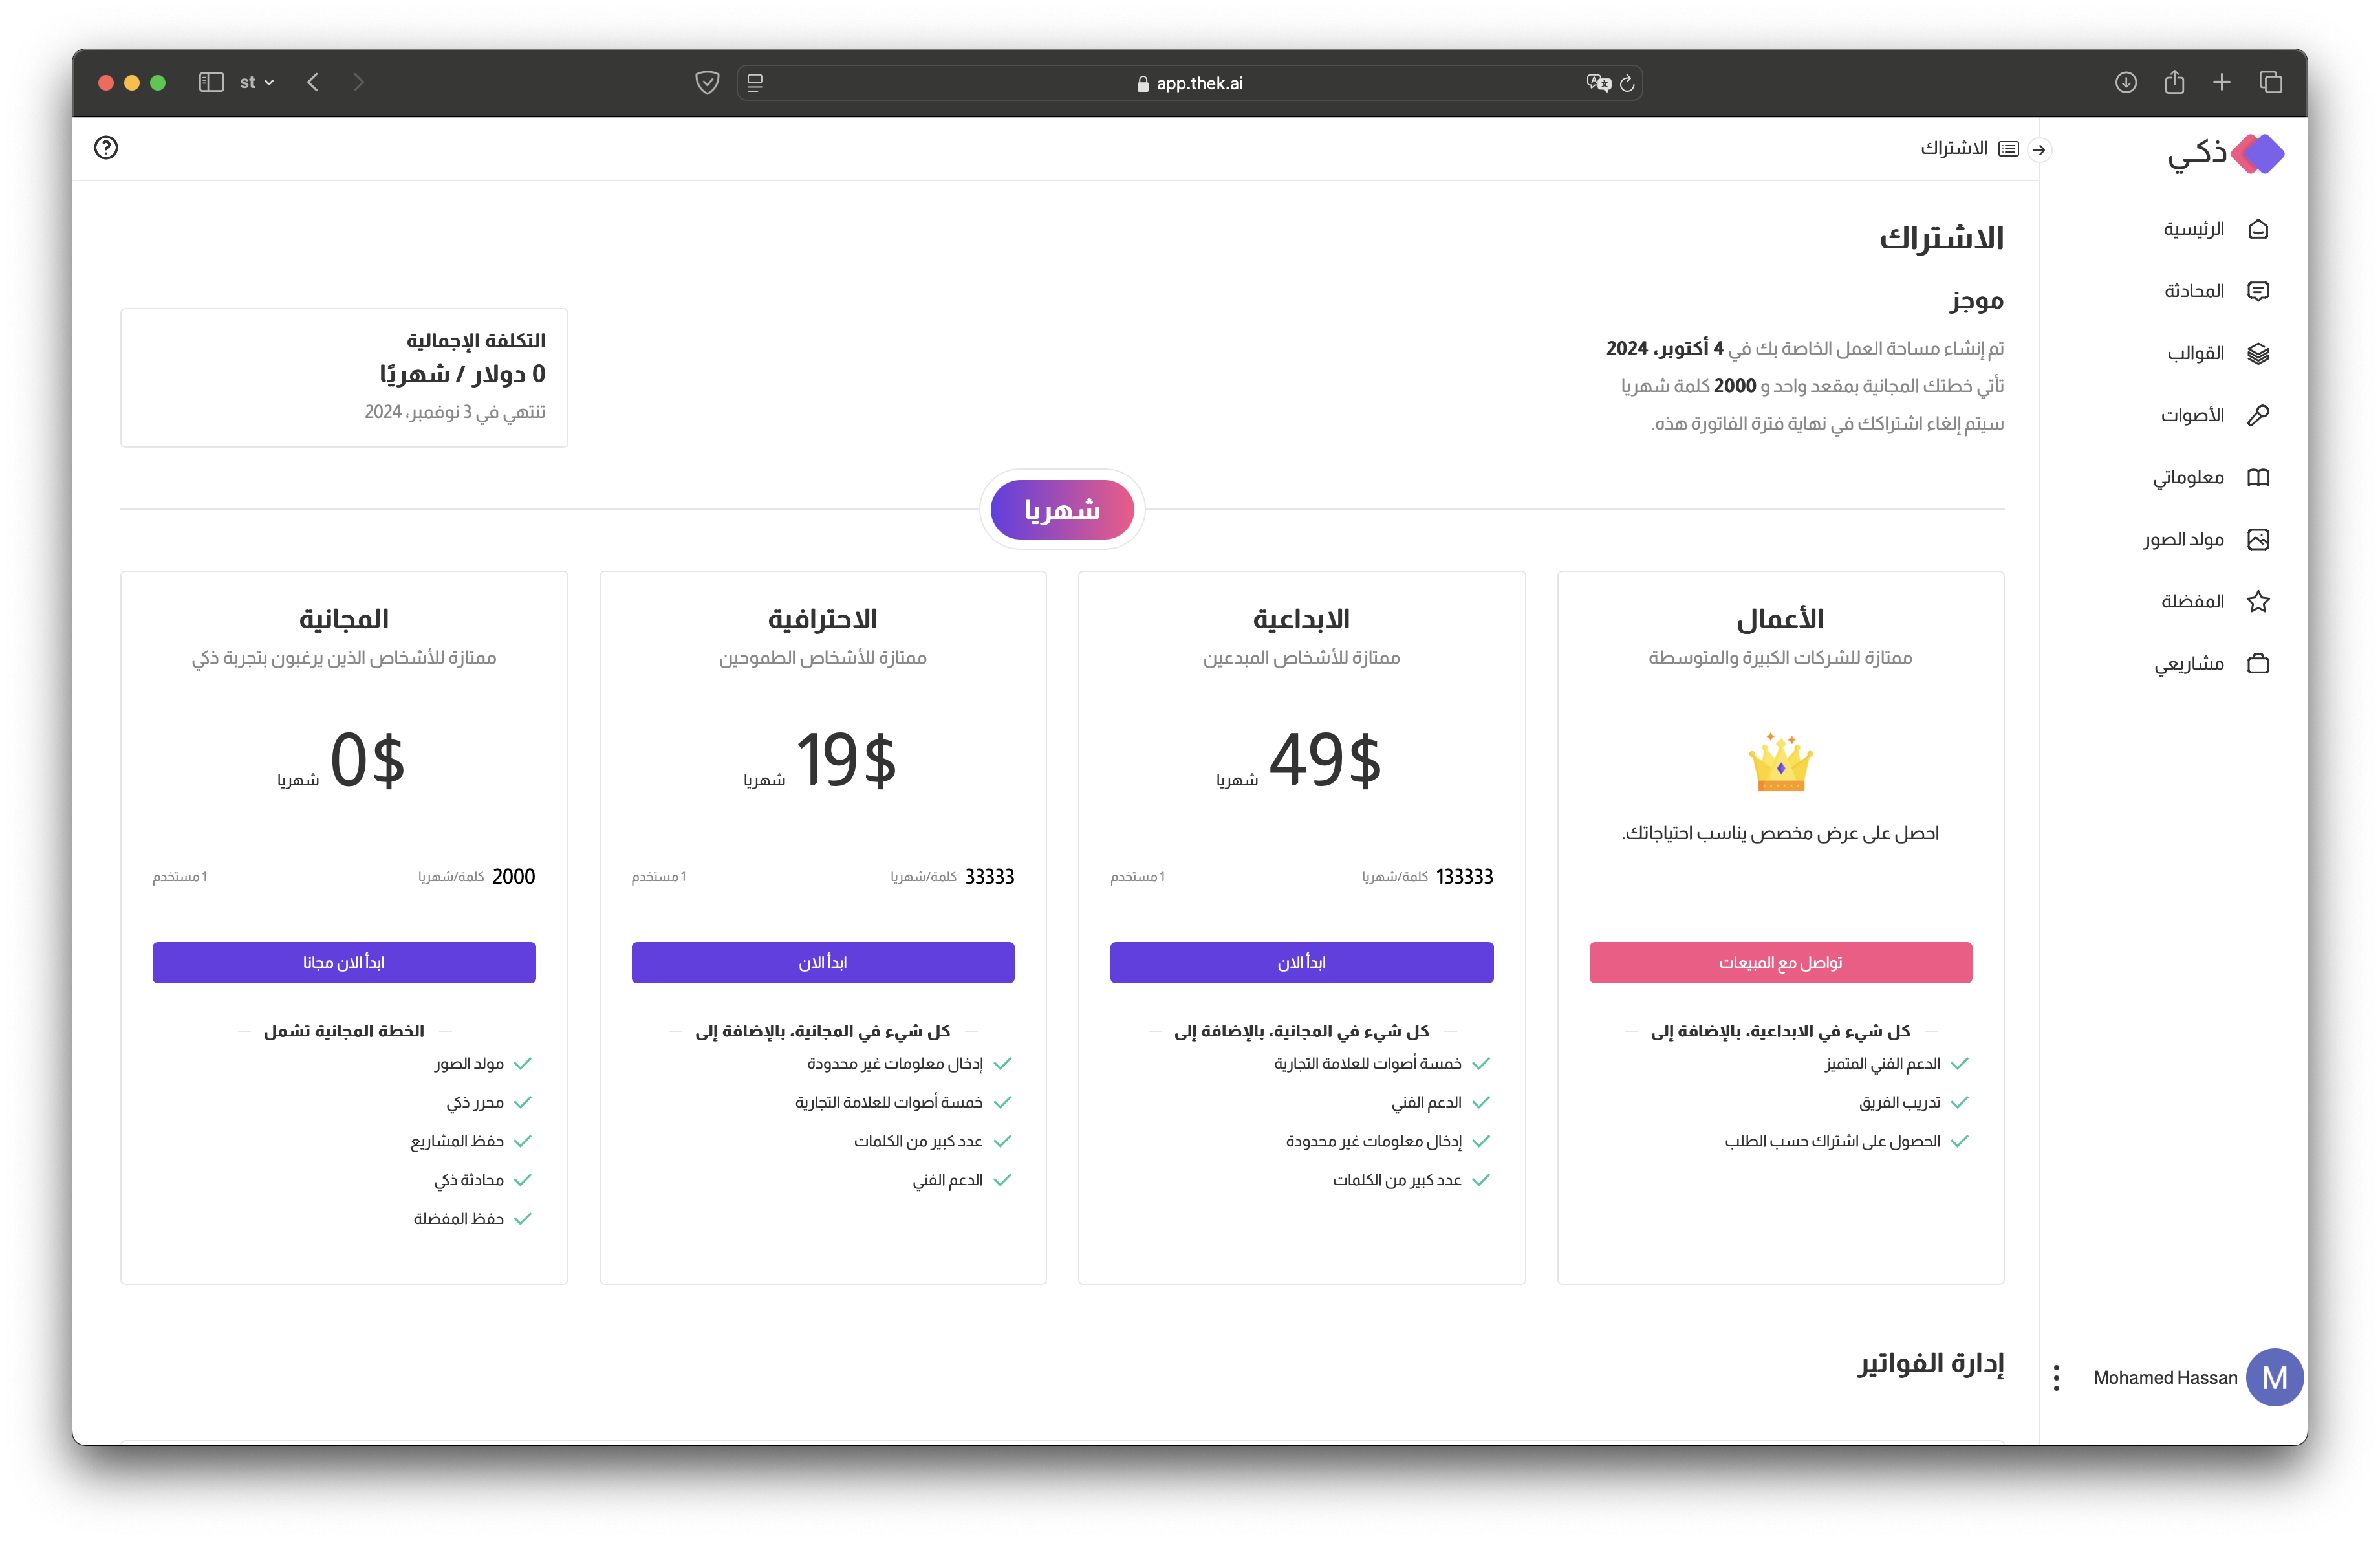 st
app.thek.ai
ذكي
الاشتراك
الرئيسية
المحادثة
القوالب
الأصوات
معلوماتي
مولد الصور
المفضلة
مشاريعي
Mohamed Hassan
M
الاشتراك
موجز
تم إنشاء مساحة العمل الخاصة بك في 4 أكتوبر، 2024
تأتي خطتك المجانية بمقعد واحد و 2000 كلمة شهريا
سيتم إلغاء اشتراكك في نهاية فترة الفاتورة هذه.
التكلفة الإجمالية
0 دولار / شهريًا
تنتهي في 3 نوفمبر، 2024
شهريا
الأعمال
ممتازة للشركات الكبيرة والمتوسطة
احصل على عرض مخصص يناسب احتياجاتك.
تواصل مع المبيعات
كل شيء في الابداعية، بالإضافة إلى
الدعم الفني المتميز
تدريب الفريق
الحصول على اشتراك حسب الطلب
الابداعية
ممتازة للأشخاص المبدعين
49$ شهريا
133333 كلمة/شهريا 1 مستخدم
ابدأ الان
كل شيء في المجانية، بالإضافة إلى
خمسة أصوات للعلامة التجارية
الدعم الفني
إدخال معلومات غير محدودة
عدد كبير من الكلمات
الاحترافية
ممتازة للأشخاص الطموحين
19$ شهريا
33333 كلمة/شهريا 1 مستخدم
ابدأ الان
كل شيء في المجانية، بالإضافة إلى
إدخال معلومات غير محدودة
خمسة أصوات للعلامة التجارية
عدد كبير من الكلمات
الدعم الفني
المجانية
ممتازة للأشخاص الذين يرغبون بتجربة ذكي
0$ شهريا
2000 كلمة/شهريا 1 مستخدم
ابدأ الان مجانا
الخطة المجانية تشمل
مولد الصور
محرر ذكي
حفظ المشاريع
محادثة ذكي
حفظ المفضلة
إدارة الفواتير